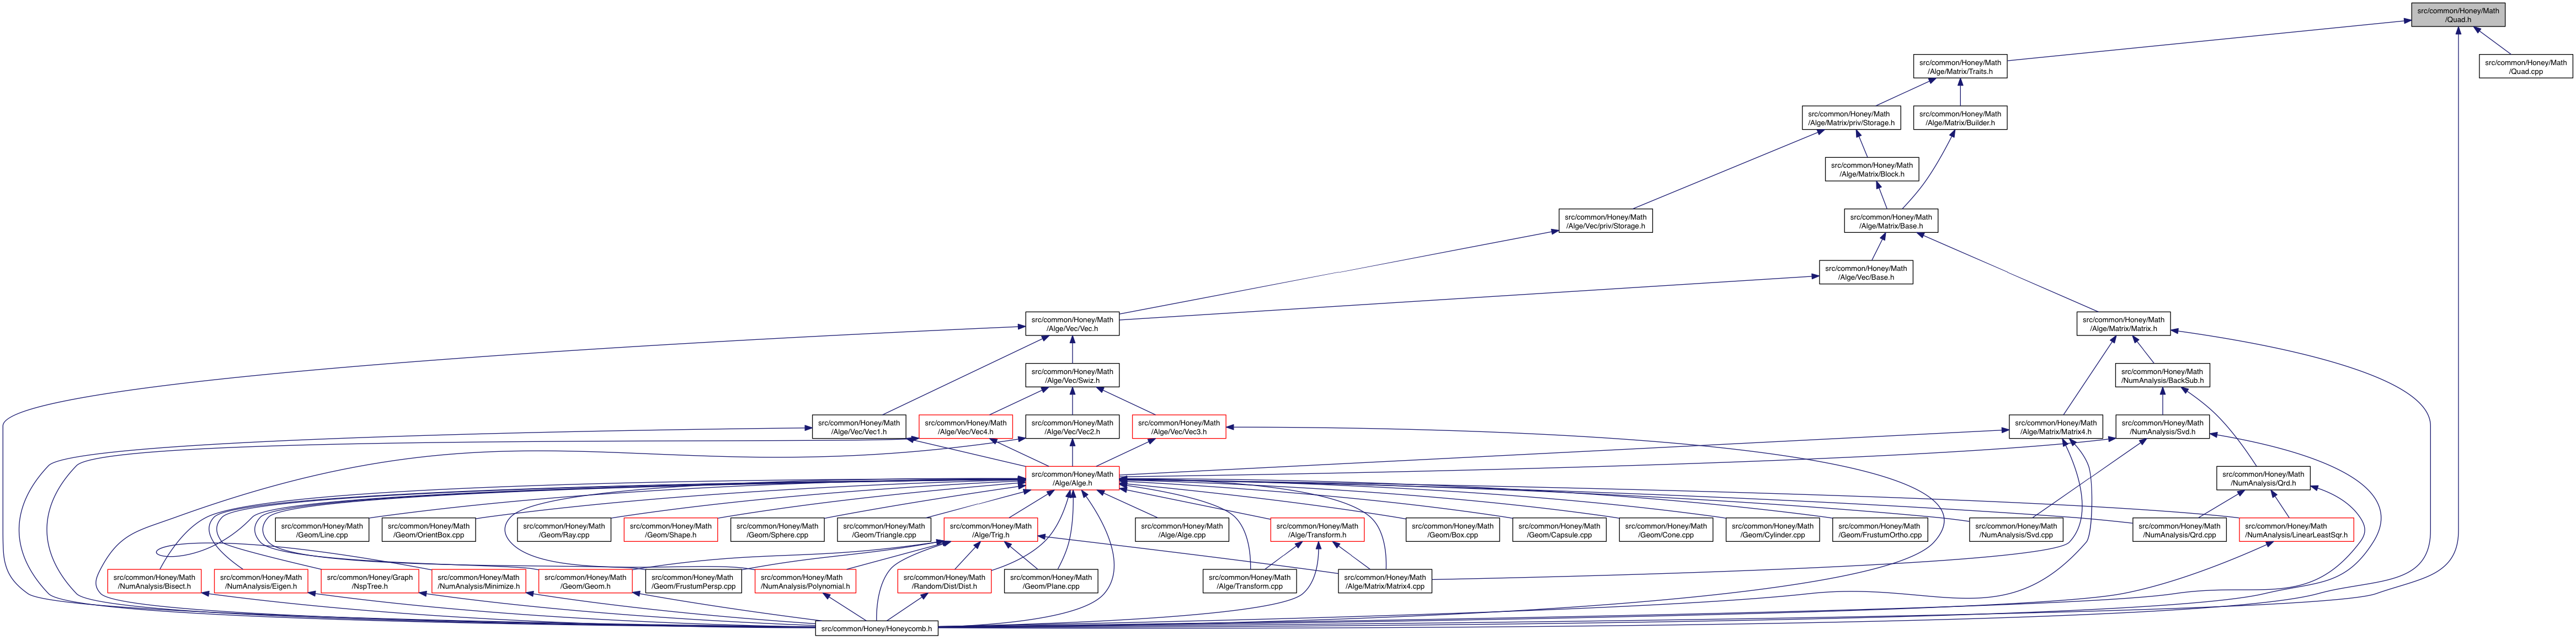 src/common/Honey/Math
/Quad.h
src/common/Honey/Math
/Alge/Matrix/Traits.h
src/common/Honey/Math
/Quad.cpp
src/common/Honey/Math
/Alge/Matrix/priv/Storage.h
src/common/Honey/Math
/Alge/Matrix/Builder.h
src/common/Honey/Math
/Alge/Matrix/Block.h
src/common/Honey/Math
/Alge/Vec/priv/Storage.h
src/common/Honey/Math
/Alge/Matrix/Base.h
src/common/Honey/Math
/Alge/Vec/Base.h
src/common/Honey/Math
/Alge/Vec/Vec.h
src/common/Honey/Math
/Alge/Matrix/Matrix.h
src/common/Honey/Math
/Alge/Vec/Swiz.h
src/common/Honey/Math
/NumAnalysis/BackSub.h
src/common/Honey/Math
/Alge/Vec/Vec1.h
src/common/Honey/Math
/Alge/Vec/Vec4.h
src/common/Honey/Math
/Alge/Vec/Vec2.h
src/common/Honey/Math
/Alge/Vec/Vec3.h
src/common/Honey/Math
/Alge/Matrix/Matrix4.h
src/common/Honey/Math
/NumAnalysis/Svd.h
src/common/Honey/Math
/Alge/Alge.h
src/common/Honey/Math
/NumAnalysis/Qrd.h
src/common/Honey/Math
/Geom/Line.cpp
src/common/Honey/Math
/Geom/OrientBox.cpp
src/common/Honey/Math
/Geom/Ray.cpp
src/common/Honey/Math
/Geom/Shape.h
src/common/Honey/Math
/Geom/Sphere.cpp
src/common/Honey/Math
/Geom/Triangle.cpp
src/common/Honey/Math
/Alge/Trig.h
src/common/Honey/Math
/Alge/Alge.cpp
src/common/Honey/Math
/Alge/Transform.h
src/common/Honey/Math
/Geom/Box.cpp
src/common/Honey/Math
/Geom/Capsule.cpp
src/common/Honey/Math
/Geom/Cone.cpp
src/common/Honey/Math
/Geom/Cylinder.cpp
src/common/Honey/Math
/Geom/FrustumOrtho.cpp
src/common/Honey/Math
/NumAnalysis/Svd.cpp
src/common/Honey/Math
/NumAnalysis/Qrd.cpp
src/common/Honey/Math
/NumAnalysis/LinearLeastSqr.h
src/common/Honey/Math
/NumAnalysis/Bisect.h
src/common/Honey/Math
/NumAnalysis/Eigen.h
src/common/Honey/Graph
/NspTree.h
src/common/Honey/Math
/NumAnalysis/Minimize.h
src/common/Honey/Math
/Geom/Geom.h
src/common/Honey/Math
/Geom/FrustumPersp.cpp
src/common/Honey/Math
/NumAnalysis/Polynomial.h
src/common/Honey/Math
/Random/Dist/Dist.h
src/common/Honey/Math
/Geom/Plane.cpp
src/common/Honey/Math
/Alge/Transform.cpp
src/common/Honey/Math
/Alge/Matrix/Matrix4.cpp
src/common/Honey/Honeycomb.h